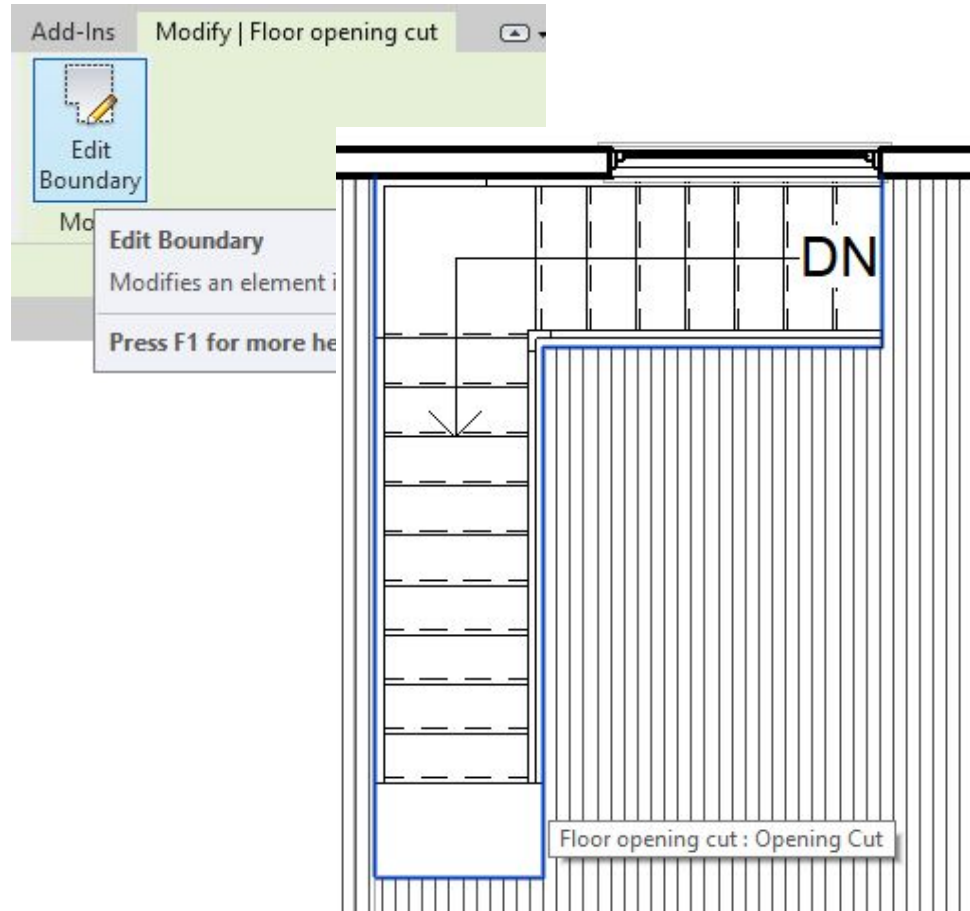 Add-Ins Modify | Floor opening cut
Edit
Boundary
Mo
Edit Boundary
Modifies an element i
Press F1 for more he
DN
Floor opening cut : Opening Cut